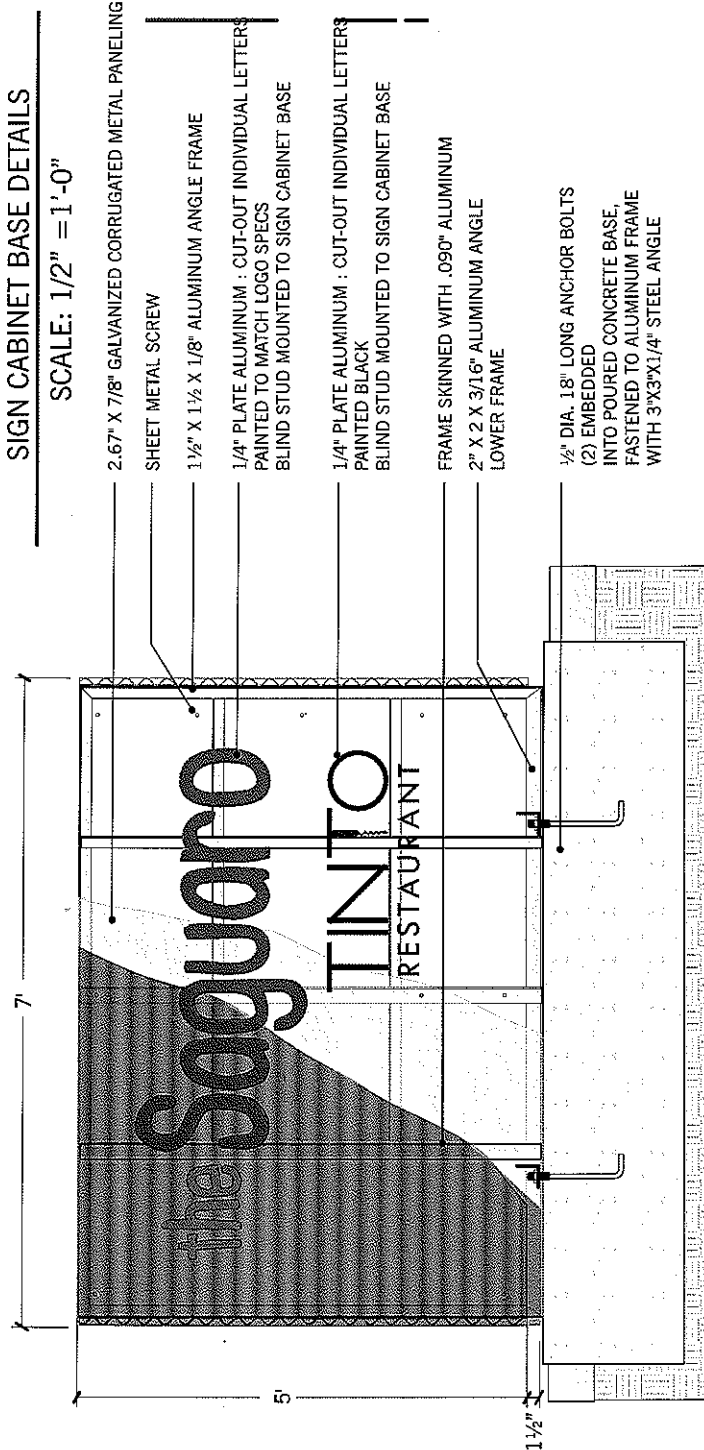 SIGN CABINET BASE DETAILS
SCALE: 1/2" = 1'-0"
2.67" X 7/8" GALVANIZED CORRUGATED METAL PANELING
SHEET METAL SCREW
1½" X 1½ X 1/8" ALUMINUM ANGLE FRAME
1/4" PLATE ALUMINUM : CUT-OUT INDIVIDUAL LETTERS
PAINTED TO MATCH LOGO SPECS
BLIND STUD MOUNTED TO SIGN CABINET BASE
1/4" PLATE ALUMINUM : CUT-OUT INDIVIDUAL LETTERS
PAINTED BLACK
BLIND STUD MOUNTED TO SIGN CABINET BASE
FRAME SKINNED WITH .090" ALUMINUM
2" X 2 X 3/16" ALUMINUM ANGLE
LOWER FRAME
½" DIA. 18" LONG ANCHOR BOLTS
(2) EMBEDDED
INTO POURED CONCRETE BASE,
FASTENED TO ALUMINUM FRAME
WITH 3"X3"X1/4" STEEL ANGLE
7'
the Saguaro
TINTO
RESTAURANT
5'
1½"